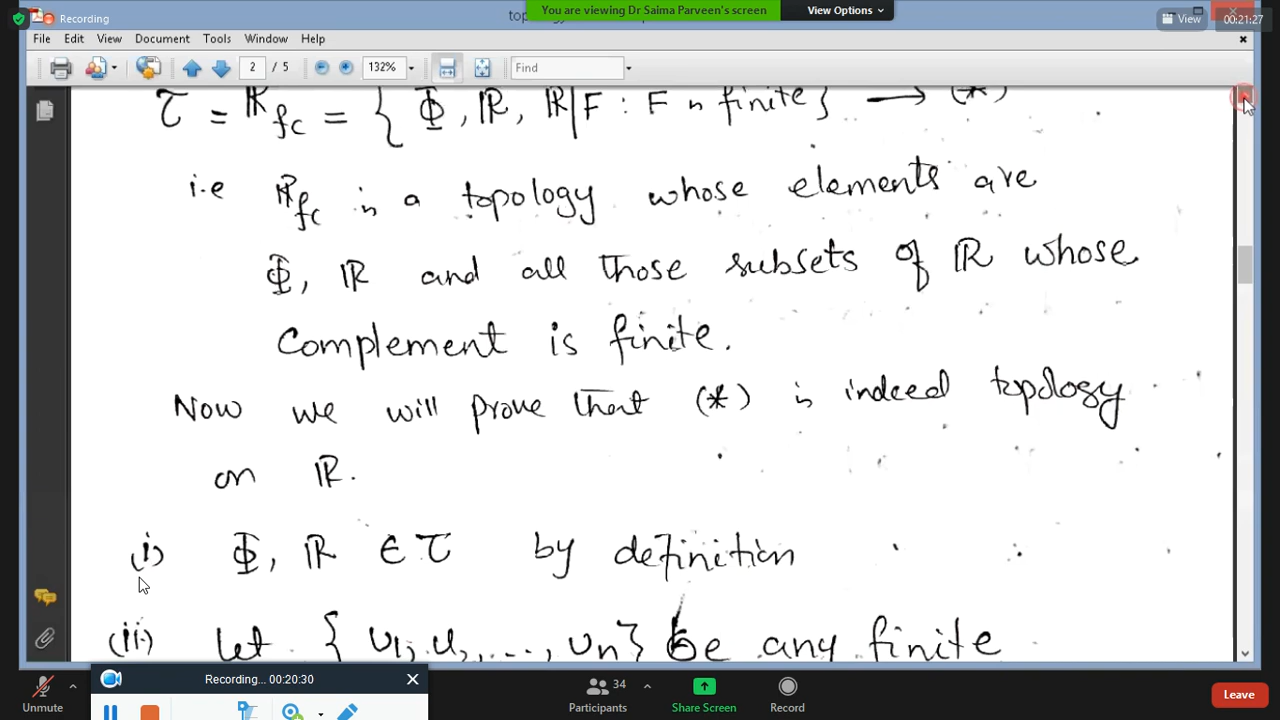 Recording
You are viewing Dr Saima Parveen's screen
View Options
View
00:21:27
File Edit View Document Tools Window Help
2 / 5 132% Find
τ = ℝfc = { Φ, ℝ, ℝ|F : F is finite } → (*)
i.e ℝfc is a topology whose elements are
Φ, ℝ and all those subsets of ℝ whose
Complement is finite.
Now we will prove that (*) is indeed topology
on ℝ.
(i) Φ, ℝ ∈ τ by definition
(ii) let { U1, U2, ..., Un } be any finite
Recording... 00:20:30
Unmute
34
Participants
Share Screen
Record
Leave